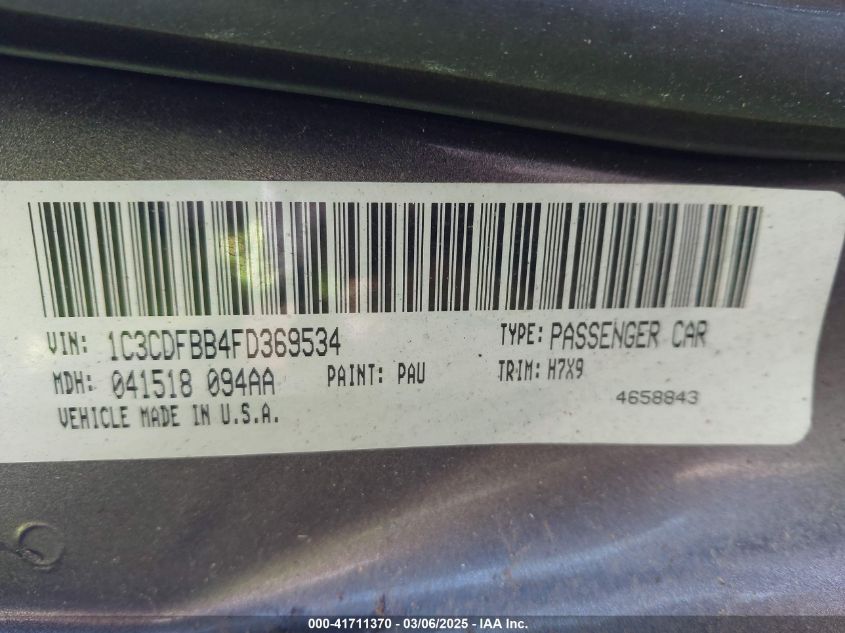 VIN: 1C3CDFBB4FD369534 TYPE: PASSENGER CAR
MDH: 041518 094AA PAINT: PAU TRIM: H7X9
4658843
VEHICLE MADE IN U.S.A.
000-41711370 | 03/06/2025 - IAA Inc.